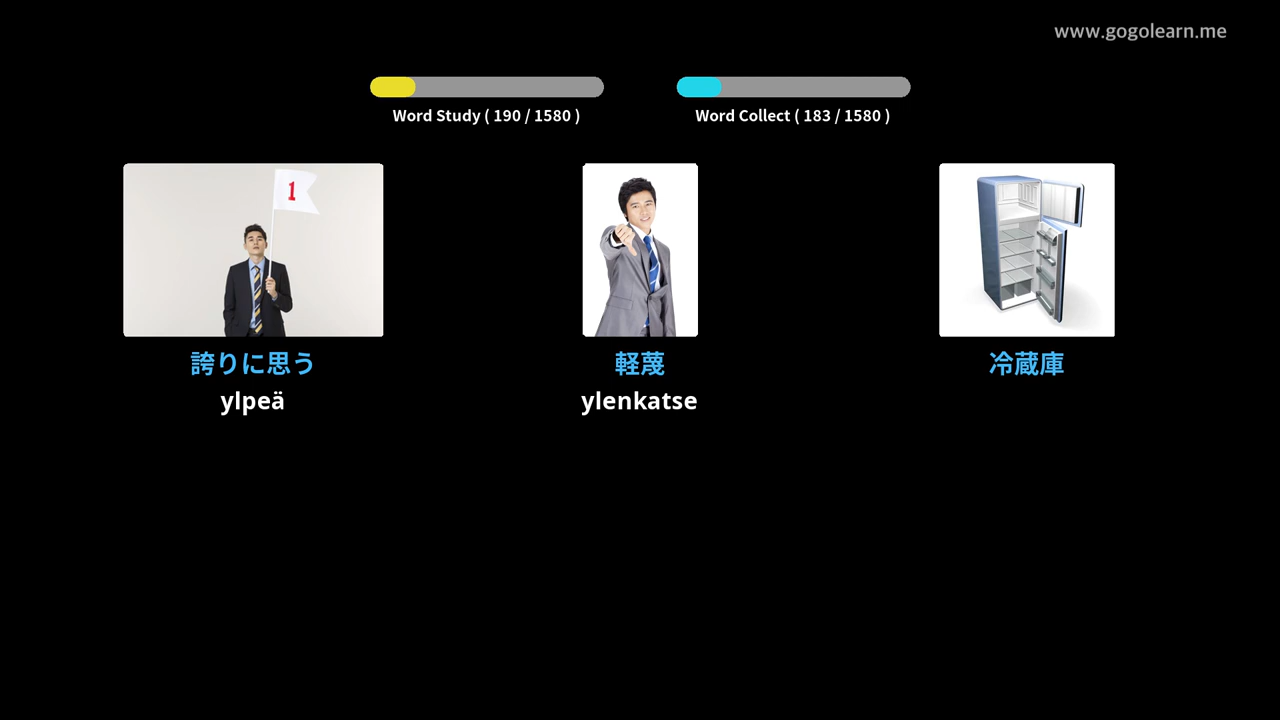 www.gogolearn.me
Word Study ( 190 / 1580 )
Word Collect ( 183 / 1580 )
1
誇りに思う
軽蔑
冷蔵庫
ylpeä
ylenkatse